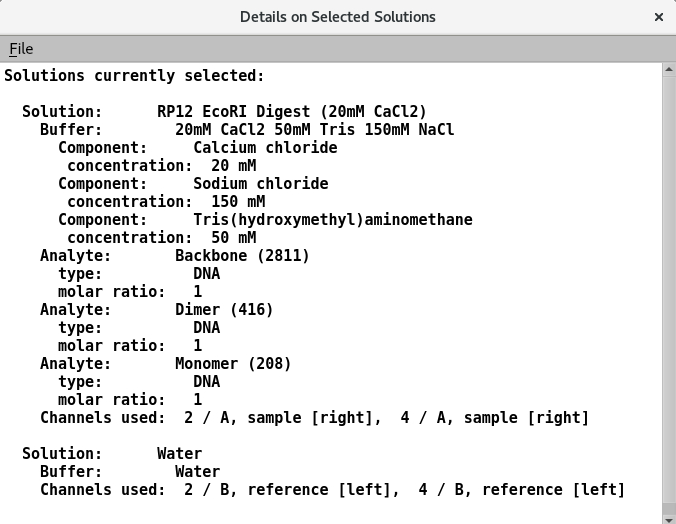 Details on Selected Solutions
File
Solutions currently selected:
Solution: RP12 EcoRI Digest (20mM CaCl2)
Buffer: 20mM CaCl2 50mM Tris 150mM NaCl
Component: Calcium chloride
concentration: 20 mM
Component: Sodium chloride
concentration: 150 mM
Component: Tris(hydroxymethyl)aminomethane
concentration: 50 mM
Analyte: Backbone (2811)
type: DNA
molar ratio: 1
Analyte: Dimer (416)
type: DNA
molar ratio: 1
Analyte: Monomer (208)
type: DNA
molar ratio: 1
Channels used: 2 / A, sample [right], 4 / A, sample [right]
Solution: Water
Buffer: Water
Channels used: 2 / B, reference [left], 4 / B, reference [left]